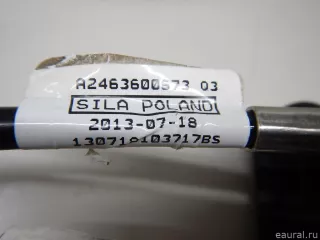 A2463600673 03
SILA POLAND
2013-07-18
130718103717BS
eaural.ru